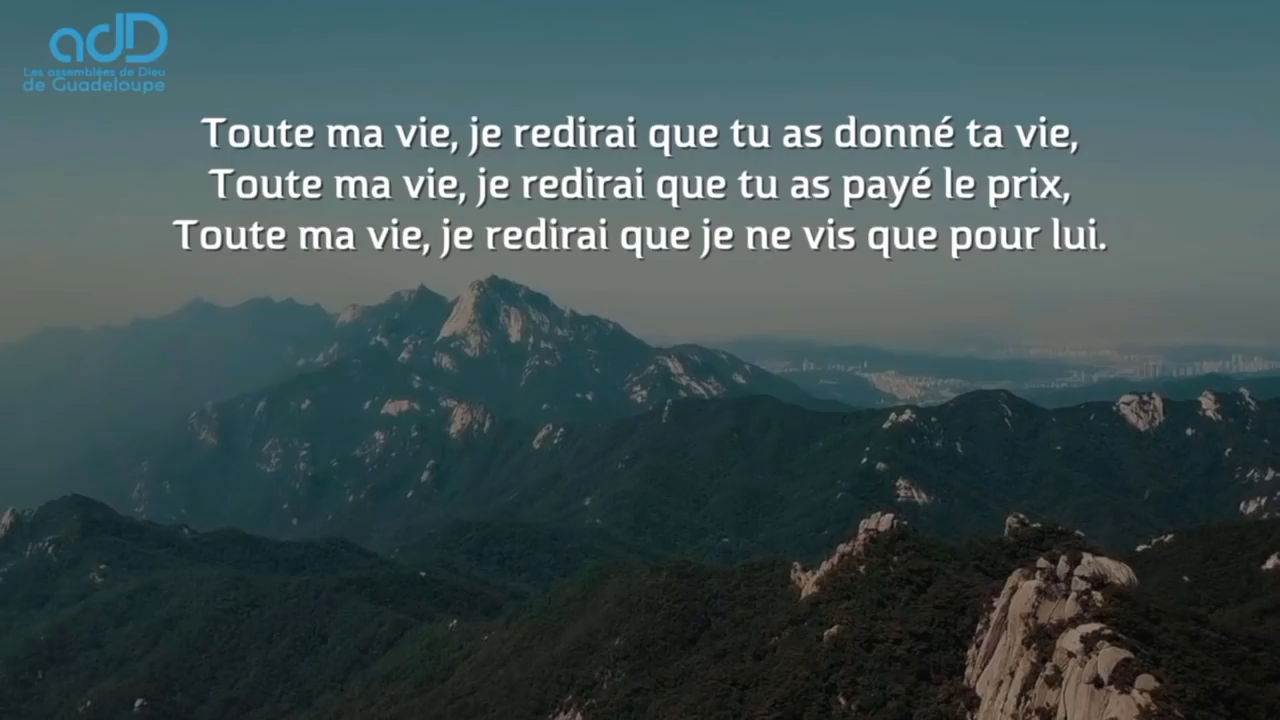 adD
Les assemblées de Dieu
de Guadeloupe
Toute ma vie, je redirai que tu as donné ta vie,
Toute ma vie, je redirai que tu as payé le prix,
Toute ma vie, je redirai que je ne vis que pour lui.